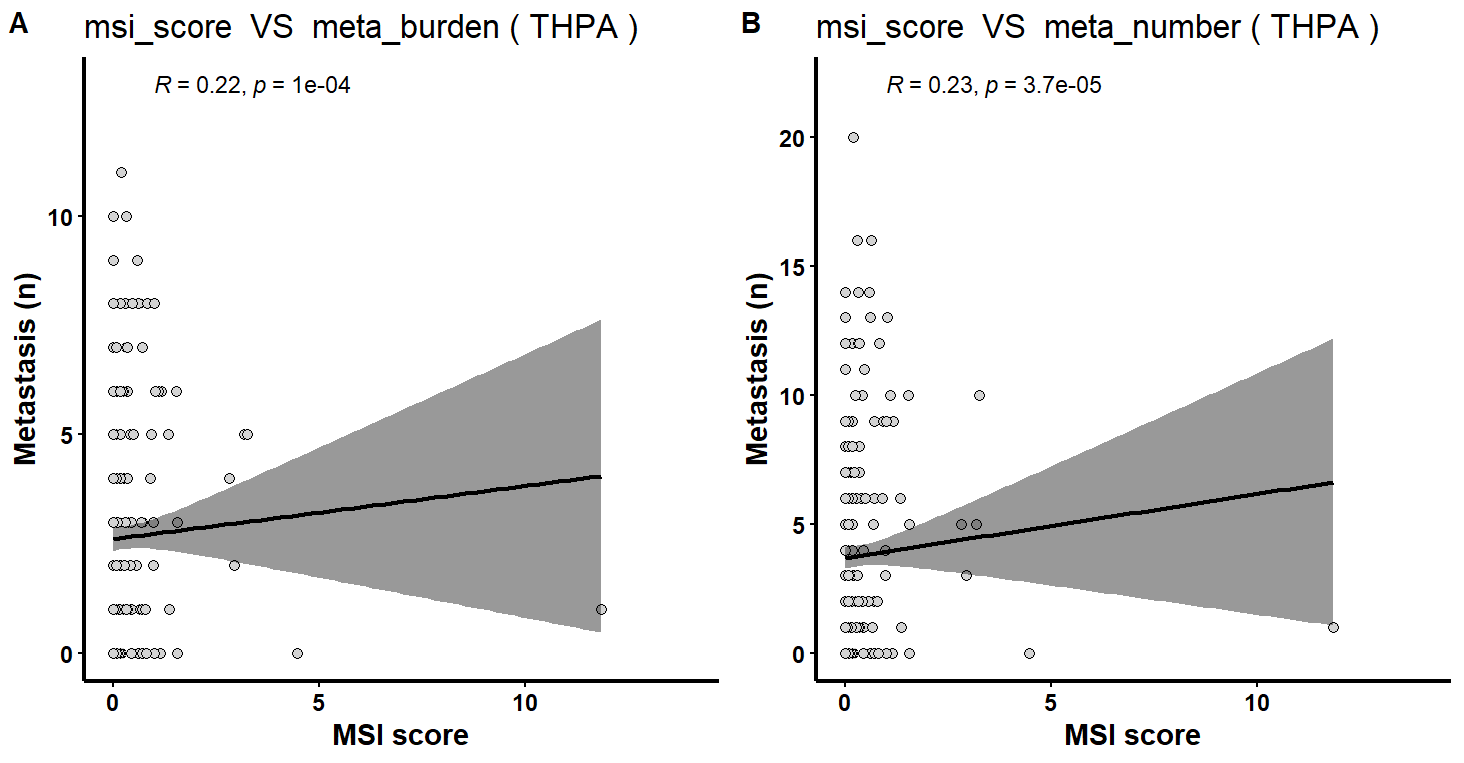 A
msi_score VS meta_burden ( THPA )
R = 0.22, p = 1e-04
10
5
0
Metastasis (n)
0 5 10
MSI score
B
msi_score VS meta_number ( THPA )
R = 0.23, p = 3.7e-05
20
15
10
5
0
Metastasis (n)
0 5 10
MSI score